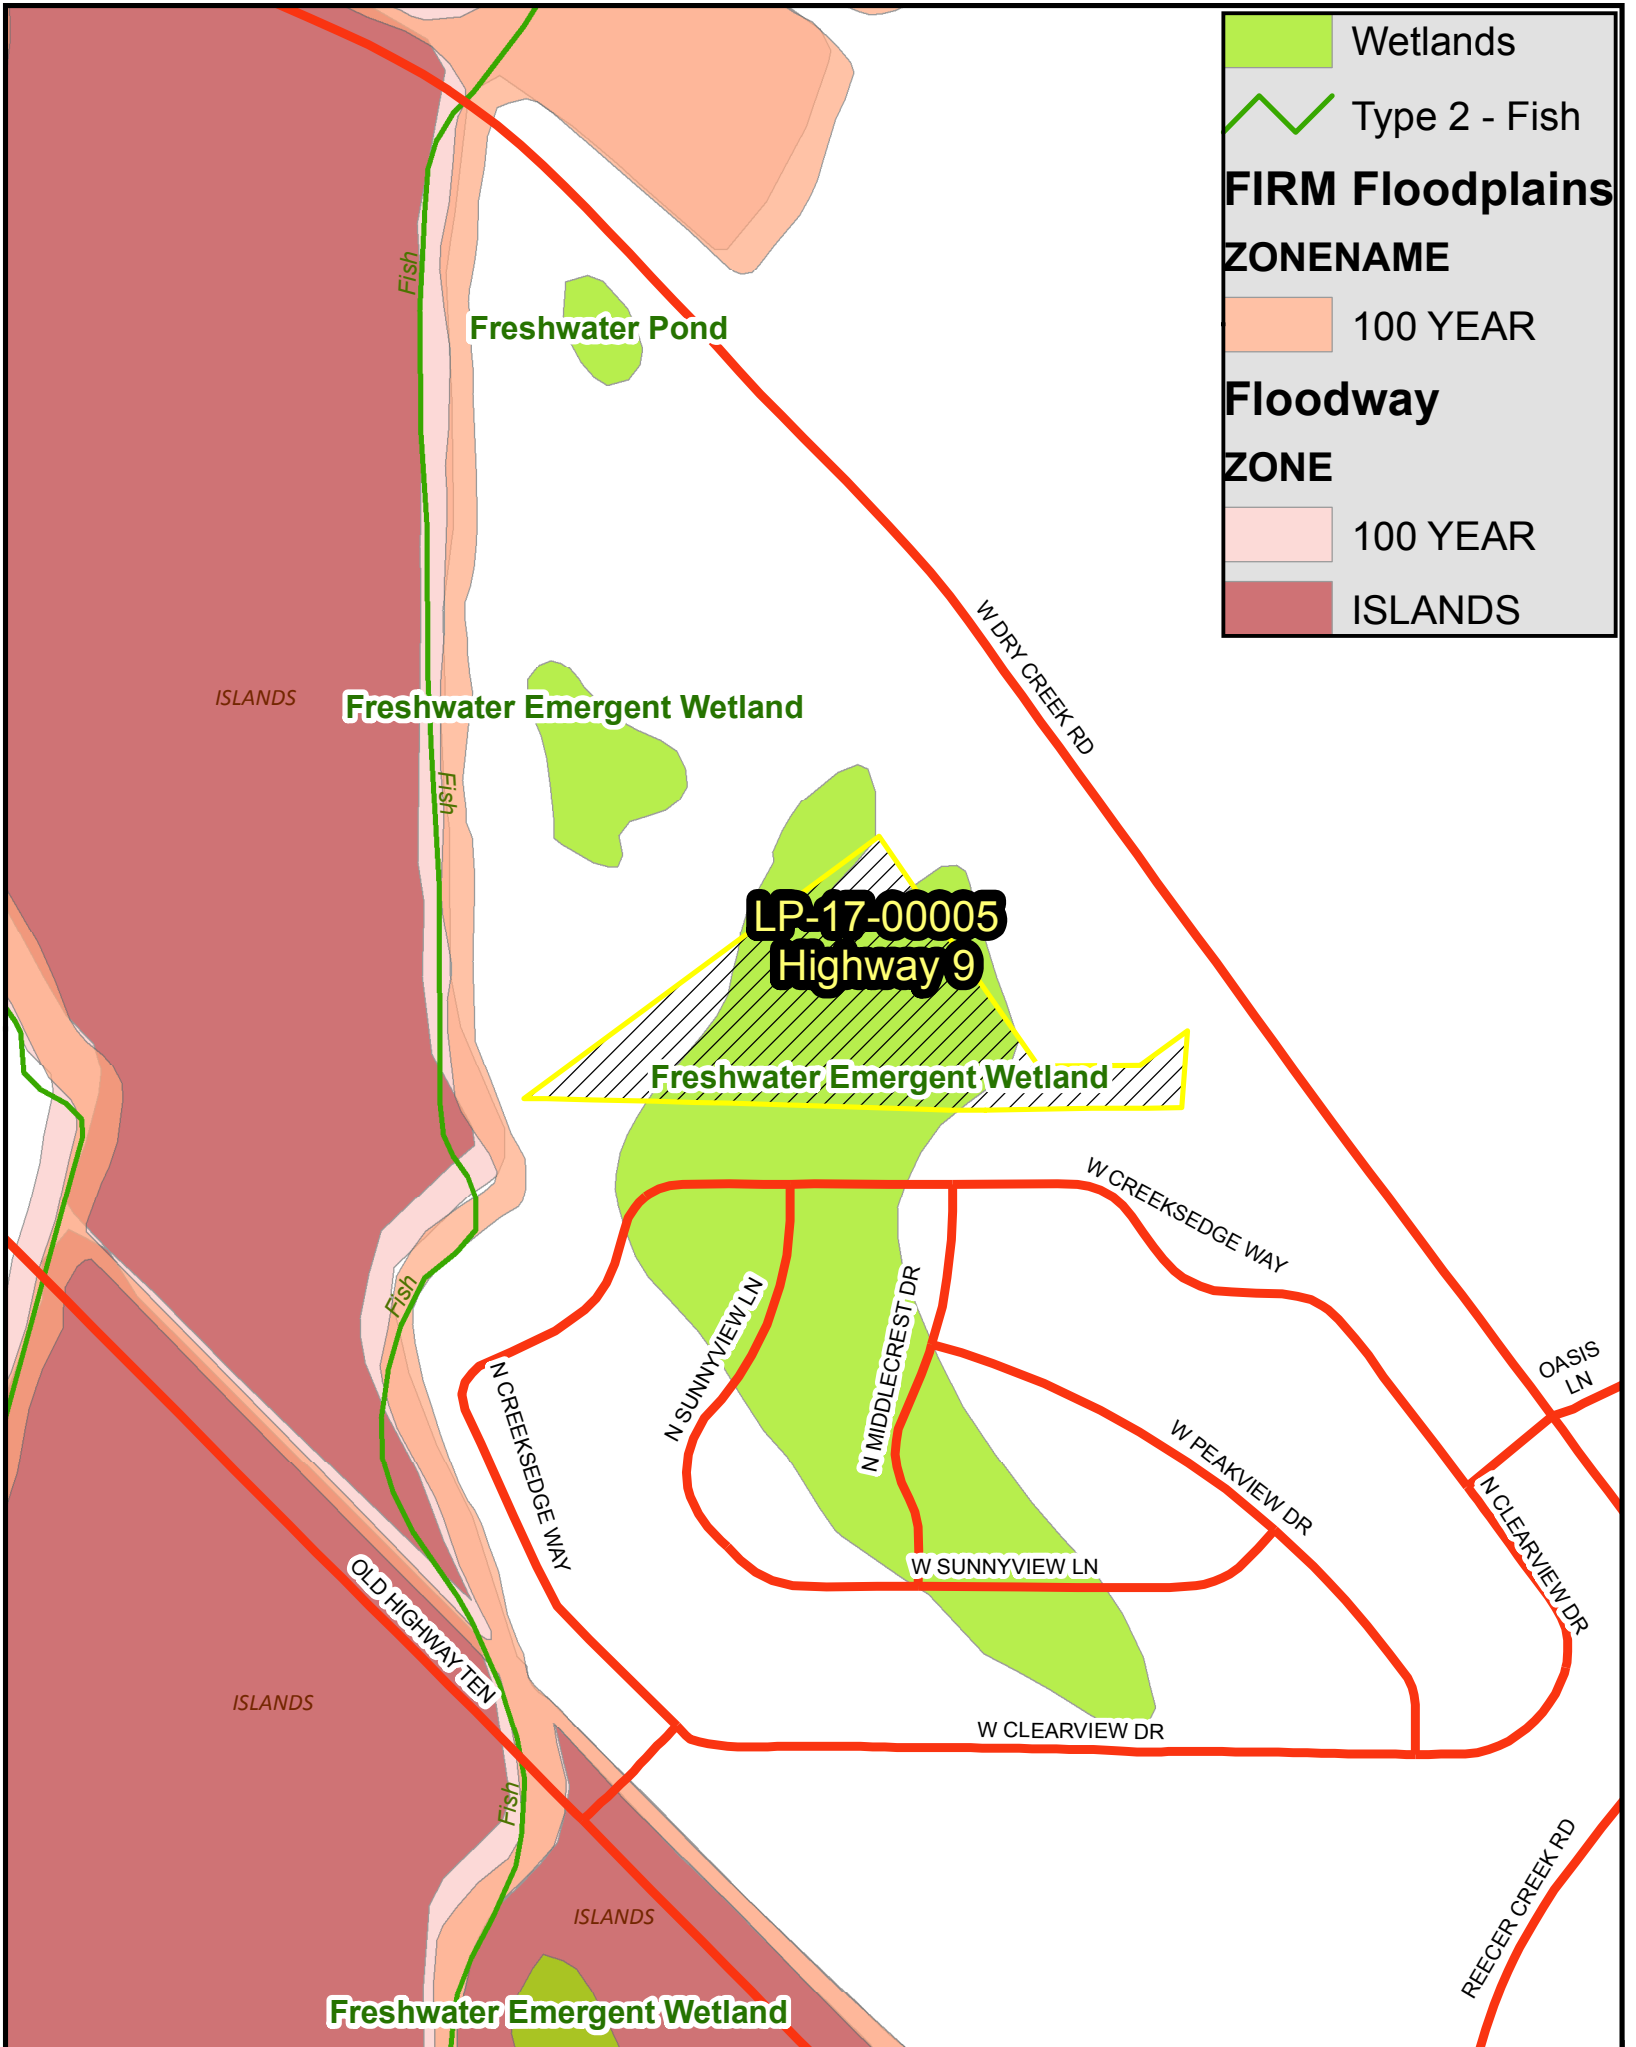 Wetlands
Type 2 - Fish
FIRM Floodplains
ZONENAME
100 YEAR
Floodway
ZONE
100 YEAR
ISLANDS
Fish
Freshwater Pond
W DRY CREEK RD
ISLANDS
Freshwater Emergent Wetland
Fish
LP-17-00005
Highway 9
Freshwater Emergent Wetland
W CREEKSEDGE WAY
Fish
N SUNNYVIEW LN
N MIDDLECREST DR
OASIS
LN
N CREEKSEDGE WAY
W PEAKVIEW DR
N CLEARVIEW DR
W SUNNYVIEW LN
OLD HIGHWAY TEN
ISLANDS
W CLEARVIEW DR
Fish
REECER CREEK RD
ISLANDS
Freshwater Emergent Wetland